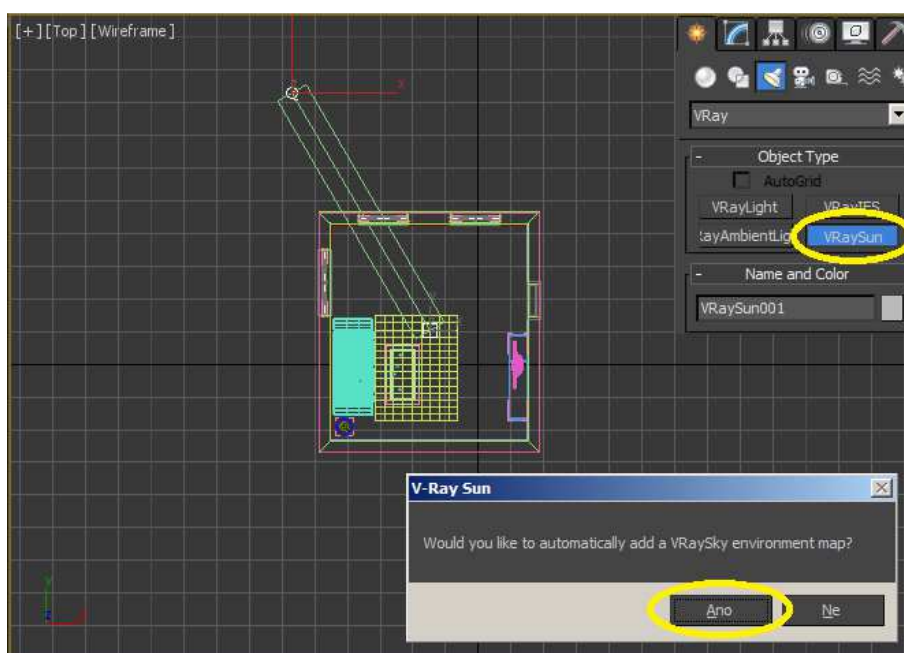 [+][Top][Wireframe]
x
VRay
- Object Type
AutoGrid
VRayLight VRayIES
RayAmbientLig VRaySun
- Name and Color
VRaySun001
V-Ray Sun
Would you like to automatically add a VRaySky environment map?
Ano Ne
y
z